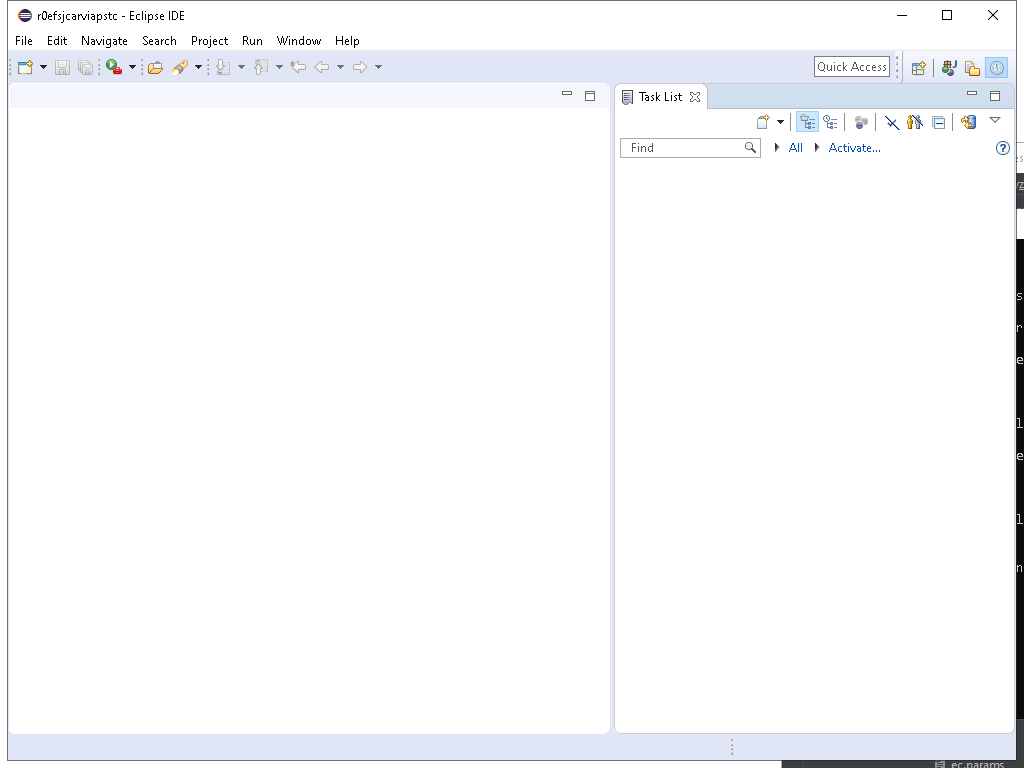 r0efsjcarviapstc - Eclipse IDE
File Edit Navigate Search Project Run Window Help
Quick Access
Task List
Find All Activate...
ec.params